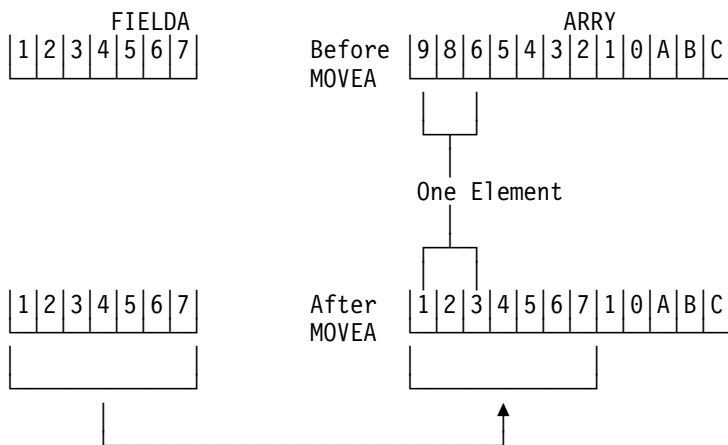 FIELDA ARRY
|1|2|3|4|5|6|7| Before |9|8|6|5|4|3|2|1|0|A|B|C
MOVEA
One Element
|1|2|3|4|5|6|7| After |1|2|3|4|5|6|7|1|0|A|B|C
MOVEA